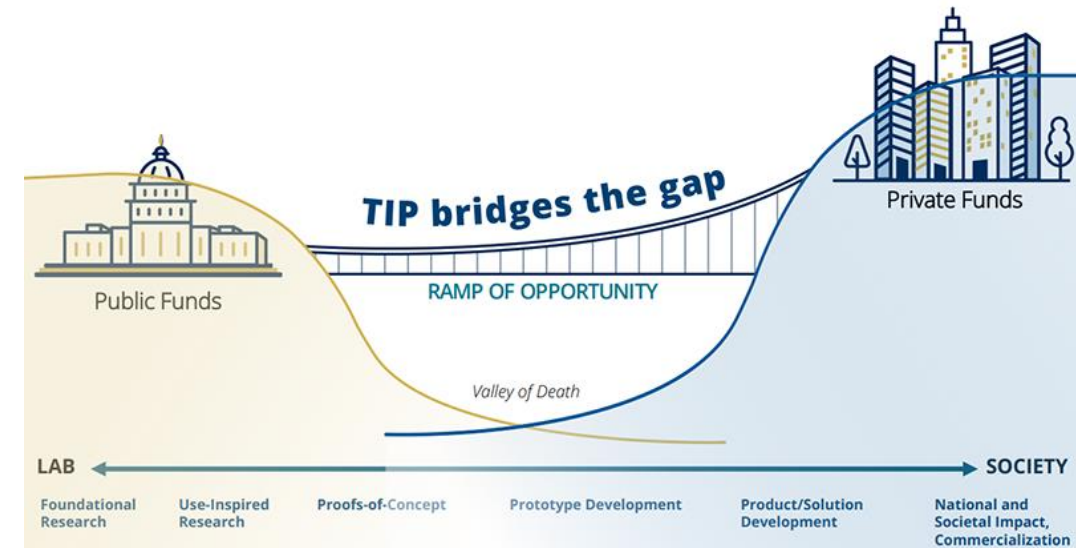 TIP bridges the gap
Private Funds
Public Funds
RAMP OF OPPORTUNITY
Valley of Death
LAB
SOCIETY
Foundational
Research
Use-Inspired
Research
Proofs-of-Concept
Prototype Development
Product/Solution
Development
National and
Societal Impact,
Commercialization